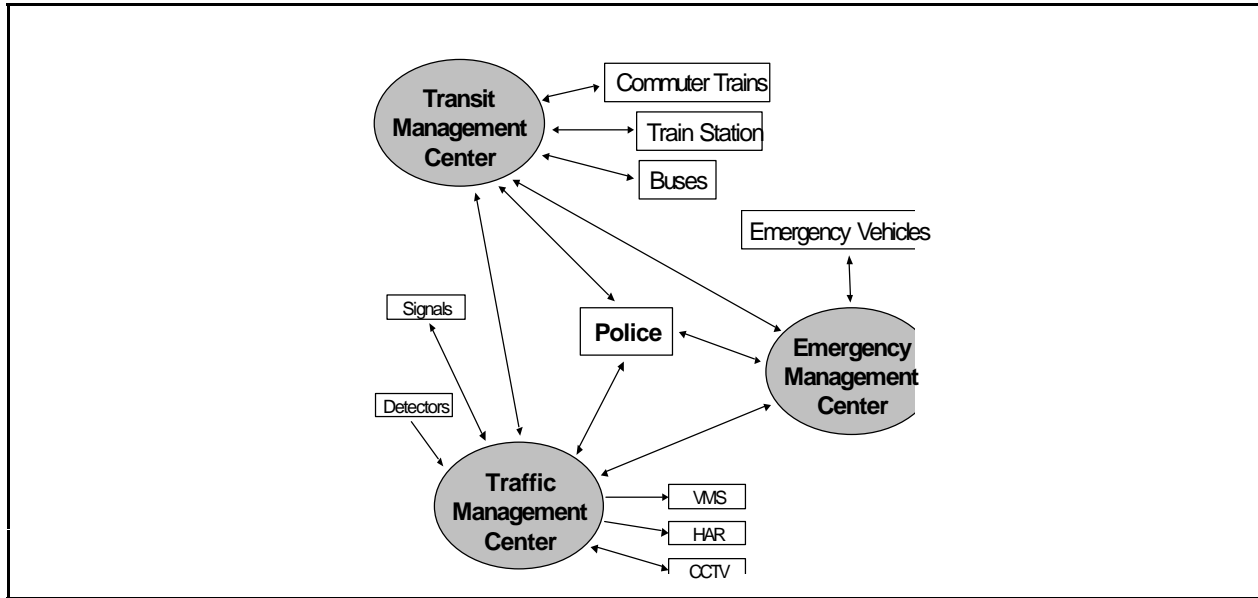 Commuter Trains
Transit
Management
Center
Train Station
Buses
Emergency Vehicles
Signals
Police
Emergency
Management
Center
Detectors
Traffic
Management
Center
VMS
HAR
CCTV